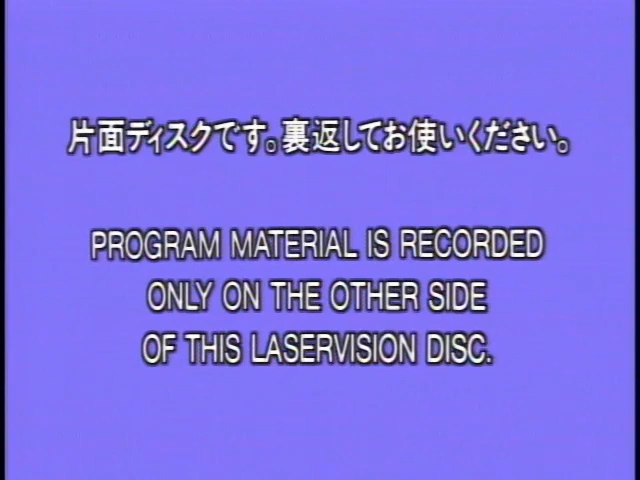 片面ディスクです。裏返してお使いください。
PROGRAM MATERIAL IS RECORDED
ONLY ON THE OTHER SIDE
OF THIS LASERVISION DISC.